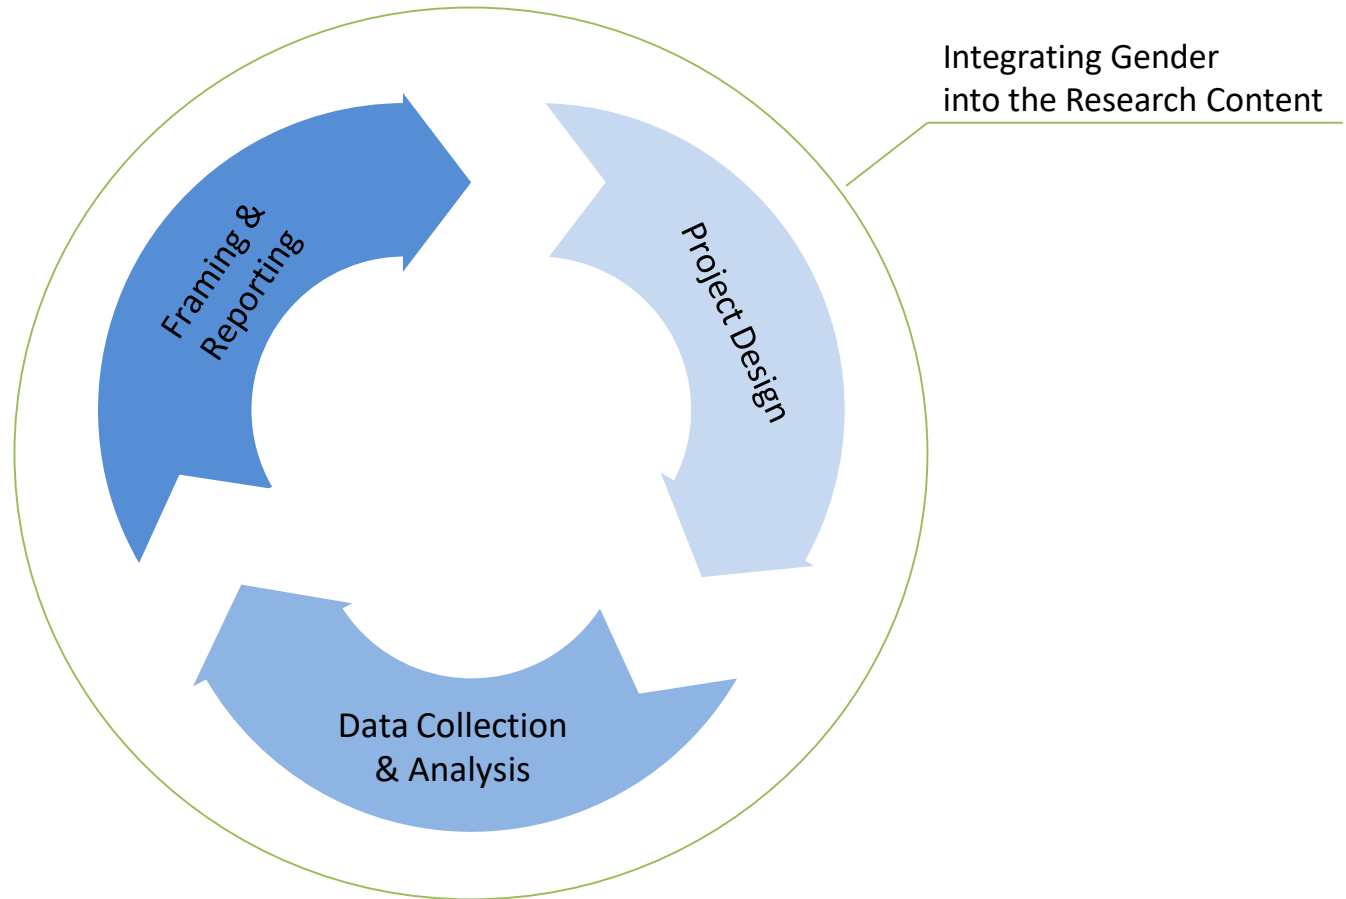 Integrating Gender
into the Research Content
Framing &
Reporting
Project Design
Data Collection
& Analysis